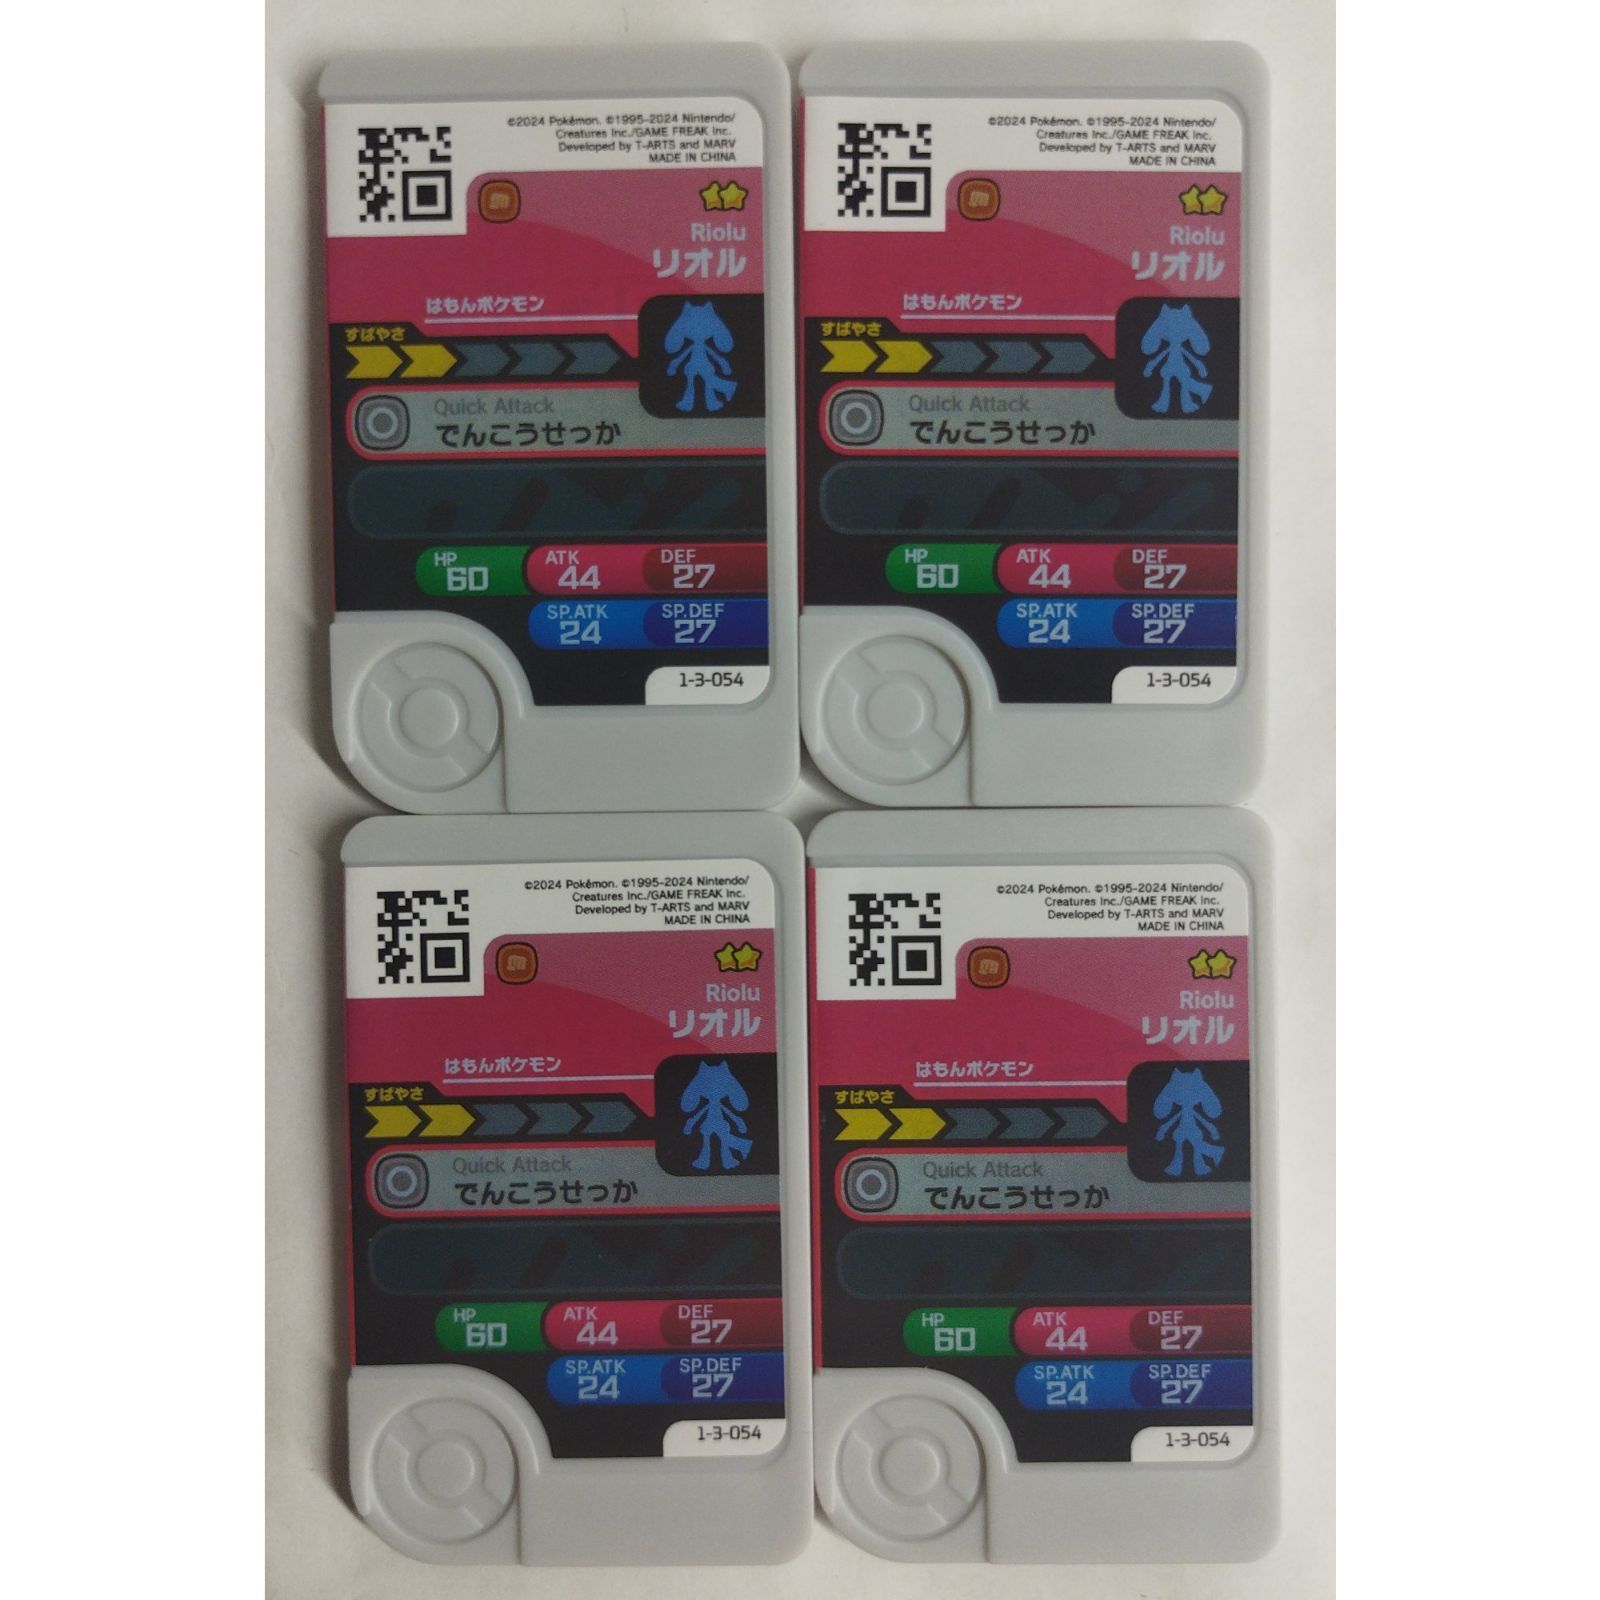 ©2024 Pokémon. ©1995-2024 Nintendo/
Creatures Inc./GAME FREAK inc.
Developed by T-ARTS and MARV
MADE IN CHINA
Riolu
リオル
はもんポケモン
すばやさ
Quick Attack
でんこうせっか
HP ATK DEF
60 44 27
SP.ATK SP.DEF
24 27
1-3-054
©2024 Pokémon. ©1995-2024 Nintendo/
Creatures Inc./GAME FREAK inc.
Developed by T-ARTS and MARV
MADE IN CHINA
Riolu
リオル
はもんポケモン
すばやさ
Quick Attack
でんこうせっか
HP ATK DEF
60 44 27
SP.ATK SP.DEF
24 27
1-3-054
©2024 Pokémon. ©1995-2024 Nintendo/
Creatures Inc./GAME FREAK inc.
Developed by T-ARTS and MARV
MADE IN CHINA
Riolu
リオル
はもんポケモン
すばやさ
Quick Attack
でんこうせっか
HP ATK DEF
60 44 27
SP.ATK SP.DEF
24 27
1-3-054
©2024 Pokémon. ©1995-2024 Nintendo/
Creatures Inc./GAME FREAK inc.
Developed by T-ARTS and MARV
MADE IN CHINA
Riolu
リオル
はもんポケモン
すばやさ
Quick Attack
でんこうせっか
HP ATK DEF
60 44 27
SP.ATK SP.DEF
24 27
1-3-054